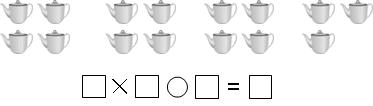 □ × □ ○ □ = □